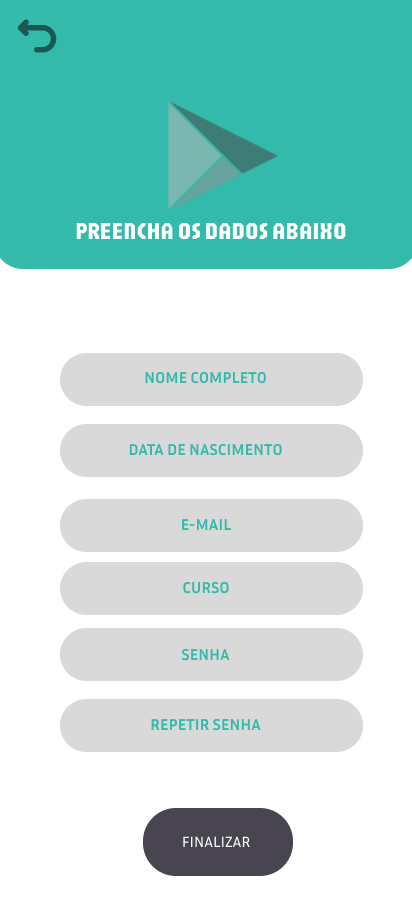 PREENCHA OS DADOS ABAIXO
NOME COMPLETO
DATA DE NASCIMENTO
E-MAIL
CURSO
SENHA
REPETIR SENHA
FINALIZAR